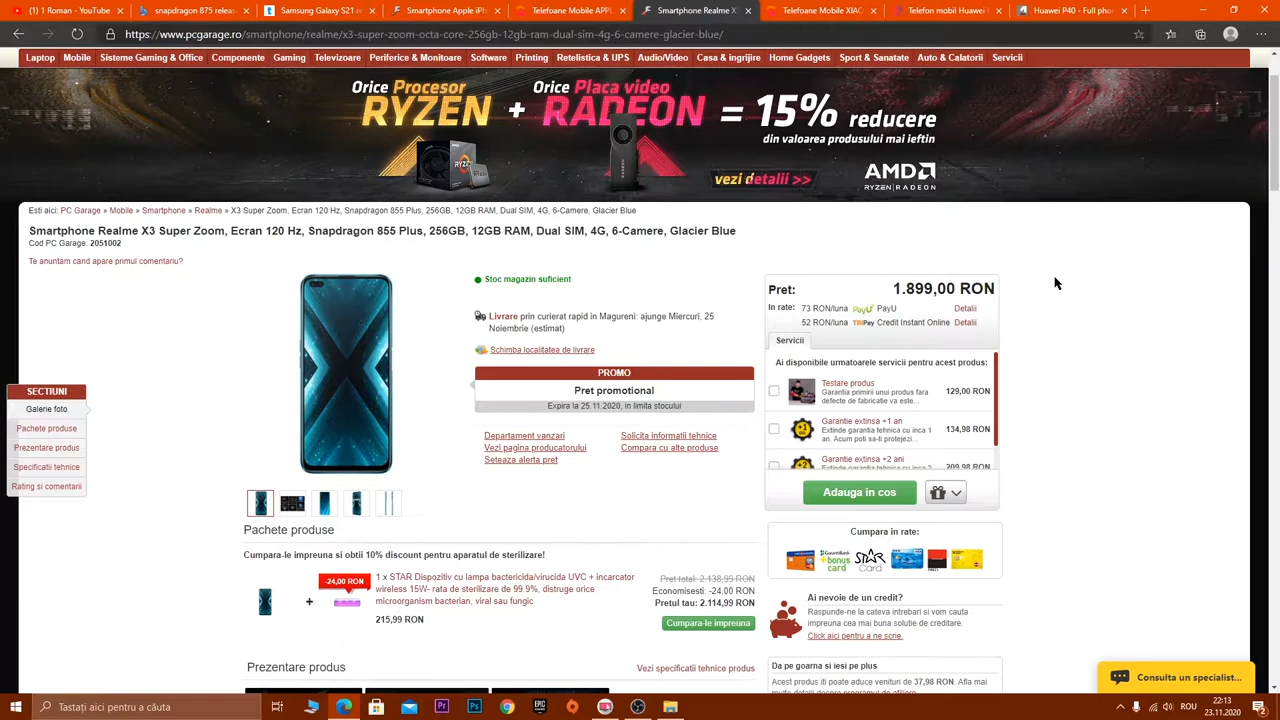 (1) 1 Roman - YouTube
snapdragon 875 releas
Samsung Galaxy S21 r
Smartphone Apple iPh
Telefoane Mobile APPL
Smartphone Realme X3
Telefoane Mobile XIAO
Telefon mobil Huawei
Huawei P40 - Full pho
https://www.pcgarage.ro/smartphone/realme/x3-super-zoom-octa-core-256gb-12gb-ram-dual-sim-4g-6-camere-glacier-blue/
Laptop Mobile Sisteme Gaming & Office Componente Gaming Televizoare Periferice & Monitoare Software Printing Retelistica & UPS Audio/Video Casa & ingrijire Home Gadgets Sport & Sanatate Auto & Calatorii Servicii
Orice Procesor
RYZEN
+
Orice Placa video
RADEON
= 15% reducere
din valoarea produsului mai ieftin
vezi detalii >>
AMD
RYZEN | RADEON
Esti aici: PC Garage » Mobile » Smartphone » Realme » X3 Super Zoom, Ecran 120 Hz, Snapdragon 855 Plus, 256GB, 12GB RAM, Dual SIM, 4G, 6-Camere, Glacier Blue
Smartphone Realme X3 Super Zoom, Ecran 120 Hz, Snapdragon 855 Plus, 256GB, 12GB RAM, Dual SIM, 4G, 6-Camere, Glacier Blue
Cod PC Garage: 2051002
Te anuntam cand apare primul comentariu?
SECTIUNI
Galerie foto
Pachete produse
Prezentare produs
Specificatii tehnice
Rating si comentarii
Stoc magazin suficient
Livrare prin curierat rapid in Magureni: ajunge Miercuri, 25
Noiembrie (estimat)
Schimba localitatea de livrare
PROMO
Pret promotional
Expira la 25.11.2020, in limita stocului
Departament vanzari Solicita informatii tehnice
Vezi pagina producatorului Compara cu alte produse
Seteaza alerta pret
Pret: 1.899,00 RON
In rate: 73 RON/luna PayU PayU Detalii
52 RON/luna TBIPay Credit Instant Online Detalii
Servicii
Ai disponibile urmatoarele servicii pentru acest produs:
Testare produs
Garantia primirii unui produs fara
defecte de fabricatie va este...
129,00 RON
Garantie extinsa +1 an
Extinde garantia tehnica cu inca 1
an. Acum poti sa-ti protejezi...
134,98 RON
Garantie extinsa +2 ani
Extinde garantia tehnica cu inca 2
209,98 RON
Adauga in cos
Pachete produse
Cumpara-le impreuna si obtii 10% discount pentru aparatul de sterilizare!
+
-24,00 RON
1 x STAR Dispozitiv cu lampa bactericida/virucida UVC + incarcator
wireless 15W- rata de sterilizare de 99.9%, distruge orice
microorganism bacterian, viral sau fungic
215,99 RON
Pret total: 2.138,99 RON
Economisesti: -24,00 RON
Pretul tau: 2.114,99 RON
Cumpara-le impreuna
Prezentare produs
Vezi specificatii tehnice produs
Cumpara in rate:
GarantiBank
bonus
card
STAR
CARD
Ai nevoie de un credit?
Raspunde-ne la cateva intrebari si vom cauta
impreuna cea mai buna solutie de creditare.
Click aici pentru a ne scrie.
Da pe goarna si iesi pe plus
Acest produs iti poate aduce venituri de 37,98 RON. Afla mai
multe detalii despre programul de afiliere.
Consulta un specialist...
Tastați aici pentru a căuta
ROU
22:13
23.11.2020